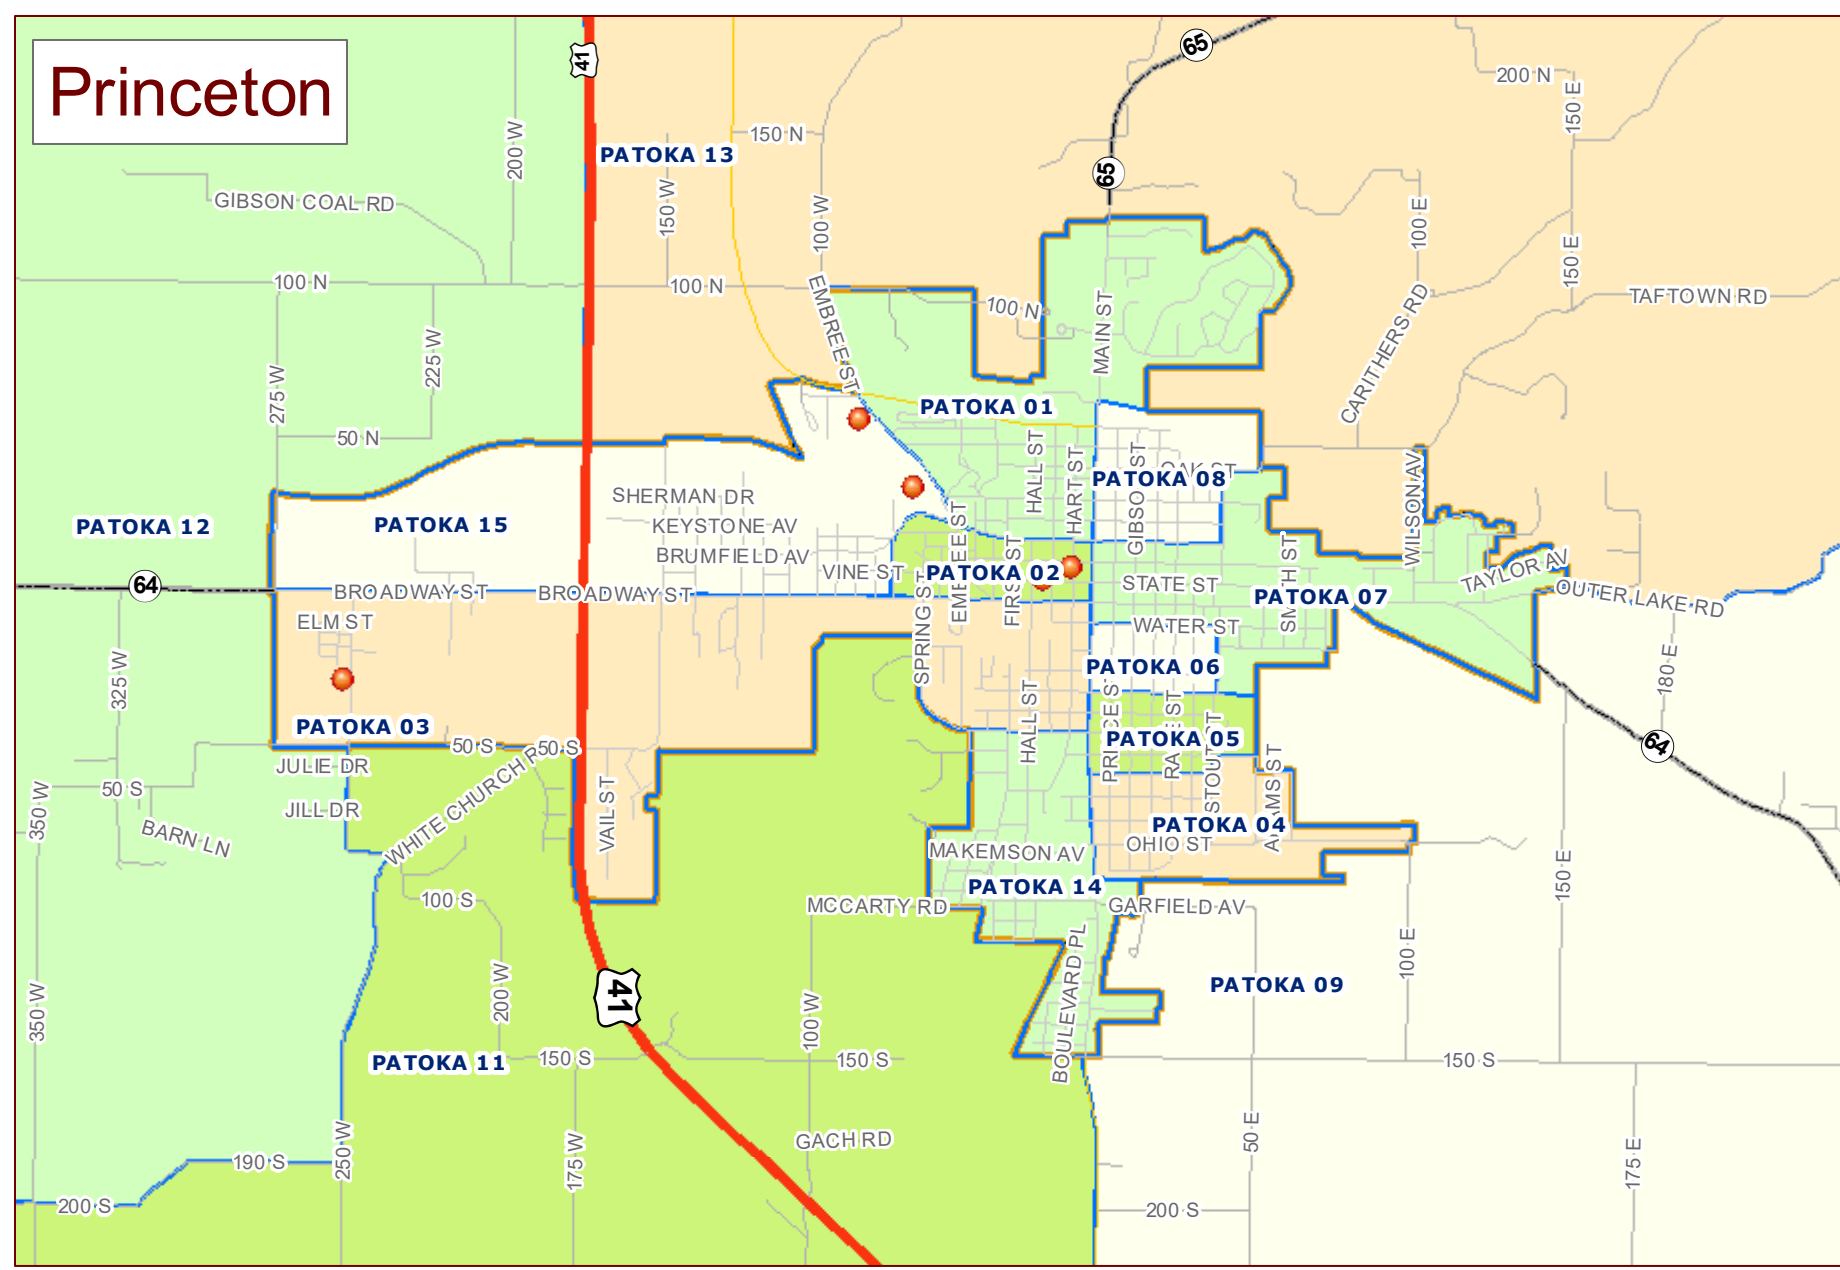 Princeton
41
65
200 N
150 E
200 W
PATOKA 13
150 N
65
GIBSON COAL RD
150 W
100 W
100 E
150 E
100 N
100 N
EMBREE ST
100 N
MAIN ST
TAFTOWN RD
CARITHERS RD
225 W
275 W
PATOKA 01
50 N
HALL ST
HART ST
OAK ST
PATOKA 08
WILSON AV
SHERMAN DR
PATOKA 12
PATOKA 15
KEYSTONE AV
BRUMFIELD AV
VINE ST
PATOKA 02
STATE ST
SMITH ST
TAYLOR AV
64
BROADWAY ST
BROADWAY ST
PATOKA 07
OUTER LAKE RD
ELM ST
SPRING ST
WATER ST
325 W
PATOKA 06
180 E
HALL ST
PATOKA 03
50 S
50 S
PATOKA 05
64
JULIE DR
50 S
JILL DR
350 W
BARN LN
WHITE CHURCH RD
VAIL ST
PATOKA 04
OHIO ST
MAKEMSON AV
PATOKA 14
150 E
100 S
MCCARTY RD
GARFIELD AV
100 E
200 W
41
350 W
100 W
BOULEVARD PL
PATOKA 09
PATOKA 11
150 S
150 S
150 S
GACH RD
50 E
190 S
250 W
175 W
175 E
200 S
200 S